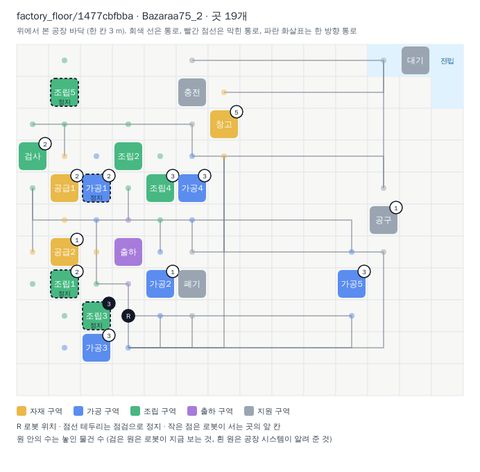 factory_floor/1477cbfbba · Bazaraa75_2 · 곳 19개
위에서 본 공장 바닥 (한 칸 3 m). 회색 선은 통로, 빨간 점선은 막힌 통로, 파란 화살표는 한 방향 통로
대기
전립
조립5
정지
충전
창고
5
검사
2
조립2
공급1
2
가공1
2
정지
조립4
3
가공4
3
공구
1
공급2
1
출하
조립1
2
정지
가공2
1
폐기
가공5
3
조립3
3
정지
R
가공3
3
자재 구역
가공 구역
조립 구역
출하 구역
지원 구역
R 로봇 위치 · 점선 테두리는 점검으로 정지 · 작은 점은 로봇이 서는 곳의 앞 칸
원 안의 수는 놓인 물건 수 (검은 원은 로봇이 지금 보는 것, 흰 원은 공장 시스템이 알려 준 것)